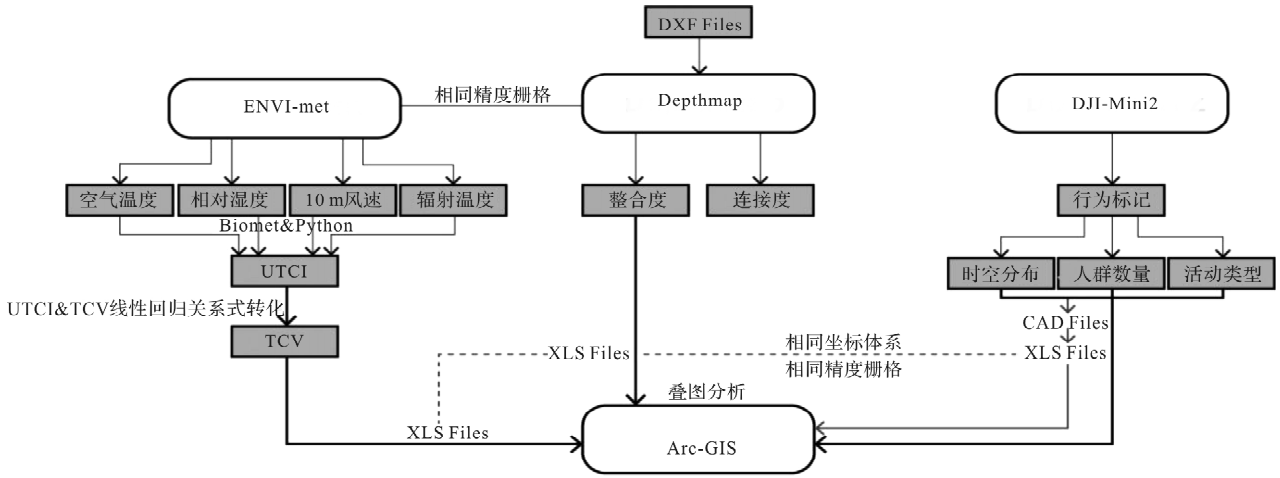 DXF Files
ENVI-met
相同精度栅格
Depthmap
DJI-Mini2
空气温度
相对湿度
10 m风速
辐射温度
整合度
连接度
行为标记
Biomet&Python
UTCI
时空分布
人群数量
活动类型
UTCI&TCV线性回归关系式转化
CAD Files
TCV
XLS Files
相同坐标体系
相同精度栅格
XLS Files
叠图分析
XLS Files
Arc-GIS